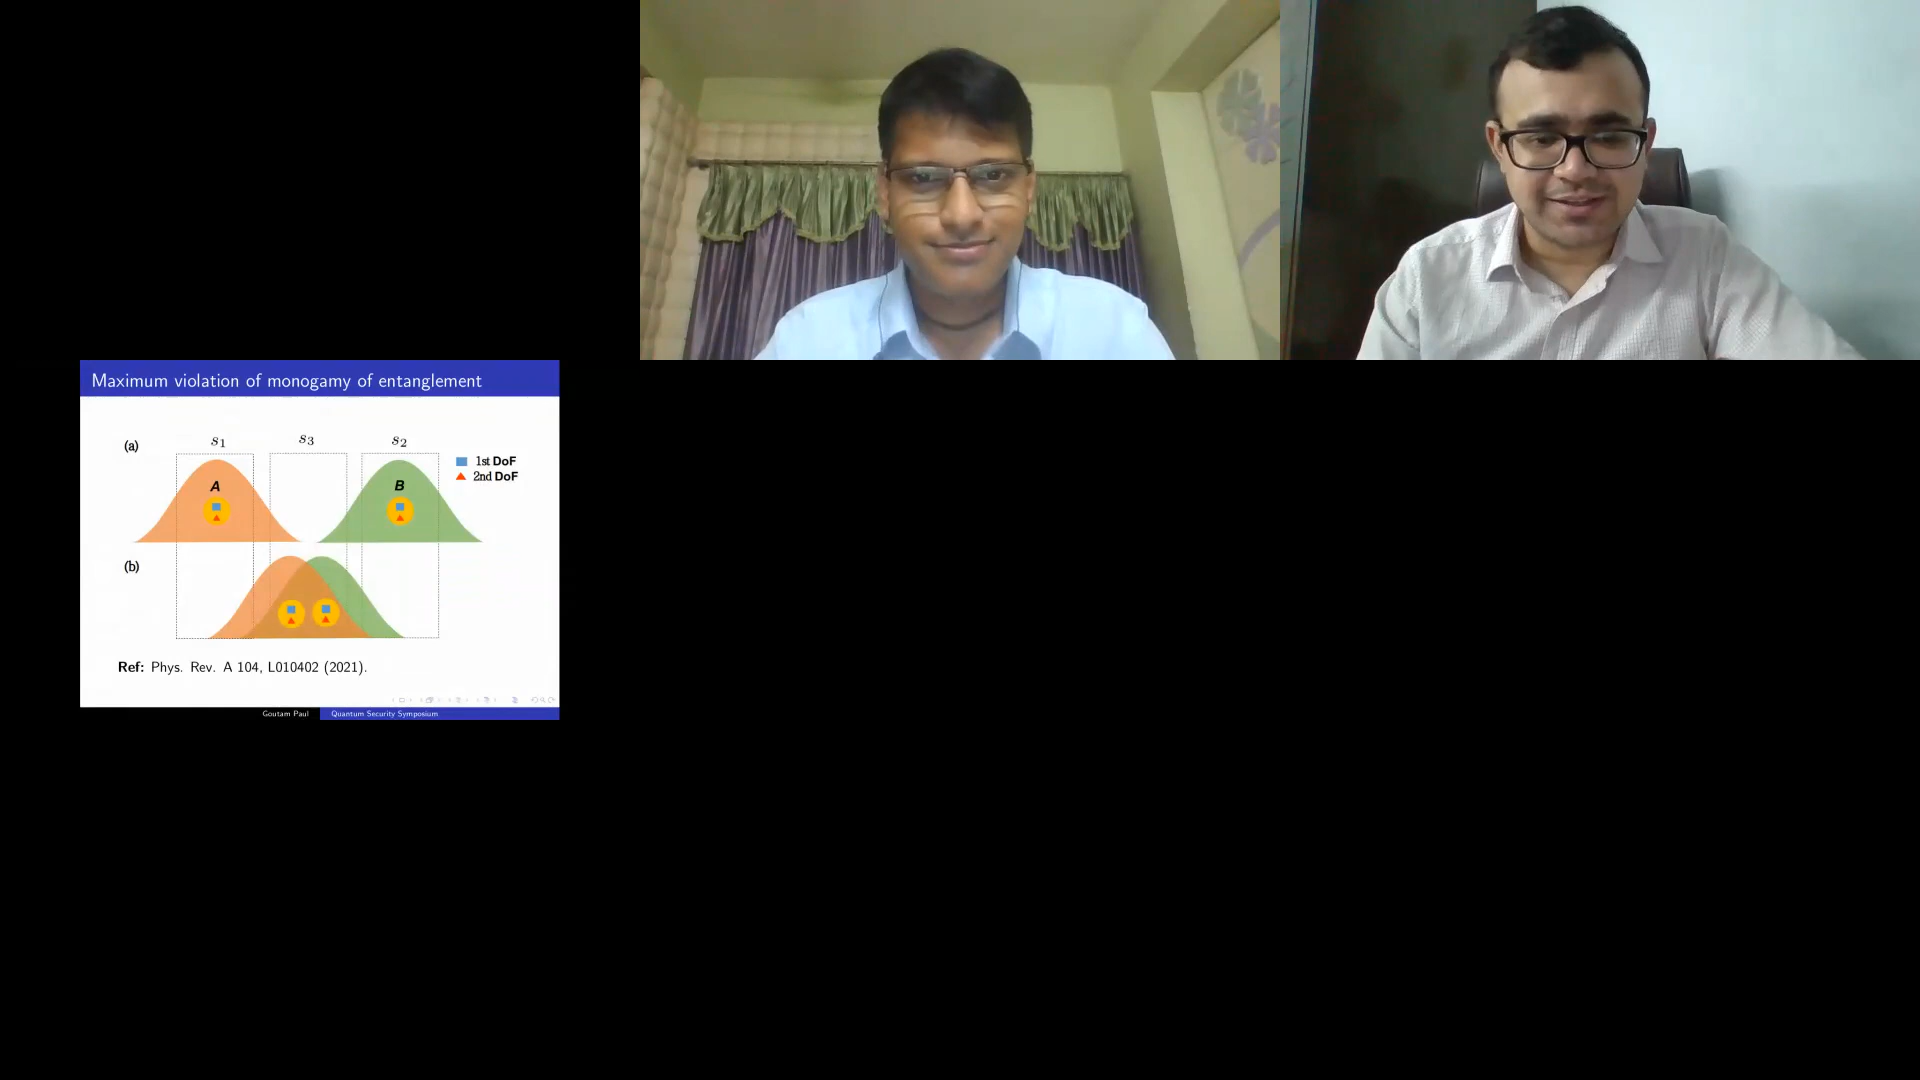 Maximum violation of monogamy of entanglement
(a)
s1
s3
s2
1st DoF
2nd DoF
A
B
(b)
Ref: Phys. Rev. A 104, L010402 (2021).
Goutam Paul
Quantum Security Symposium